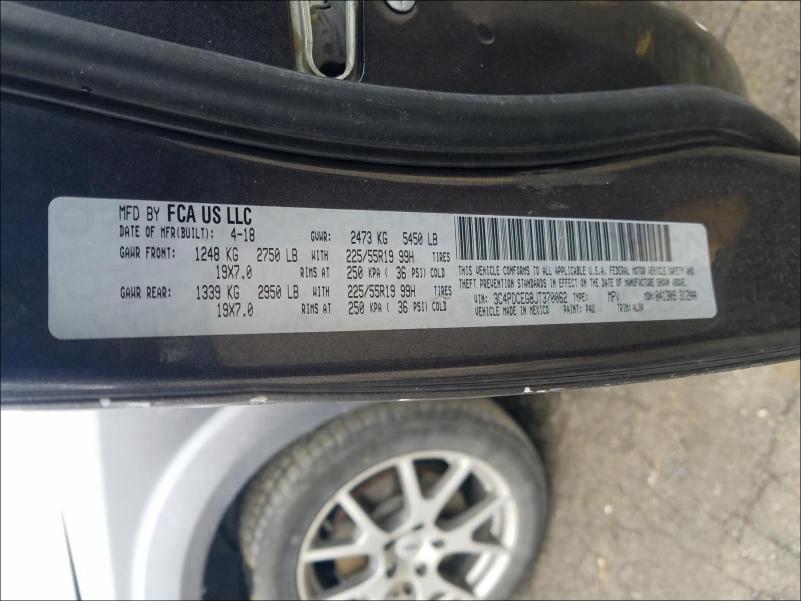 MFD BY FCA US LLC
DATE OF MFR(BUILT): 4-18 GVWR: 2473 KG 5450 LB
GAWR FRONT: 1248 KG 2750 LB WITH 225/55R19 99H TIRES
19X7.0 RIMS AT 250 KPA ( 36 PSI) COLD
GAWR REAR: 1339 KG 2950 LB WITH 225/55R19 99H TIRES
19X7.0 RIMS AT 250 KPA ( 36 PSI) COLD
THIS VEHICLE CONFORMS TO ALL APPLICABLE U.S.A. FEDERAL MOTOR VEHICLE SAFETY AND
THEFT PREVENTION STANDARDS IN EFFECT ON THE DATE OF MANUFACTURE SHOWN ABOVE.
VIN: 3C4PDCEG8JT370062 TYPE: MPV MDH: 041309 312AA
VEHICLE MADE IN MEXICO PAINT: PAU TRIM: